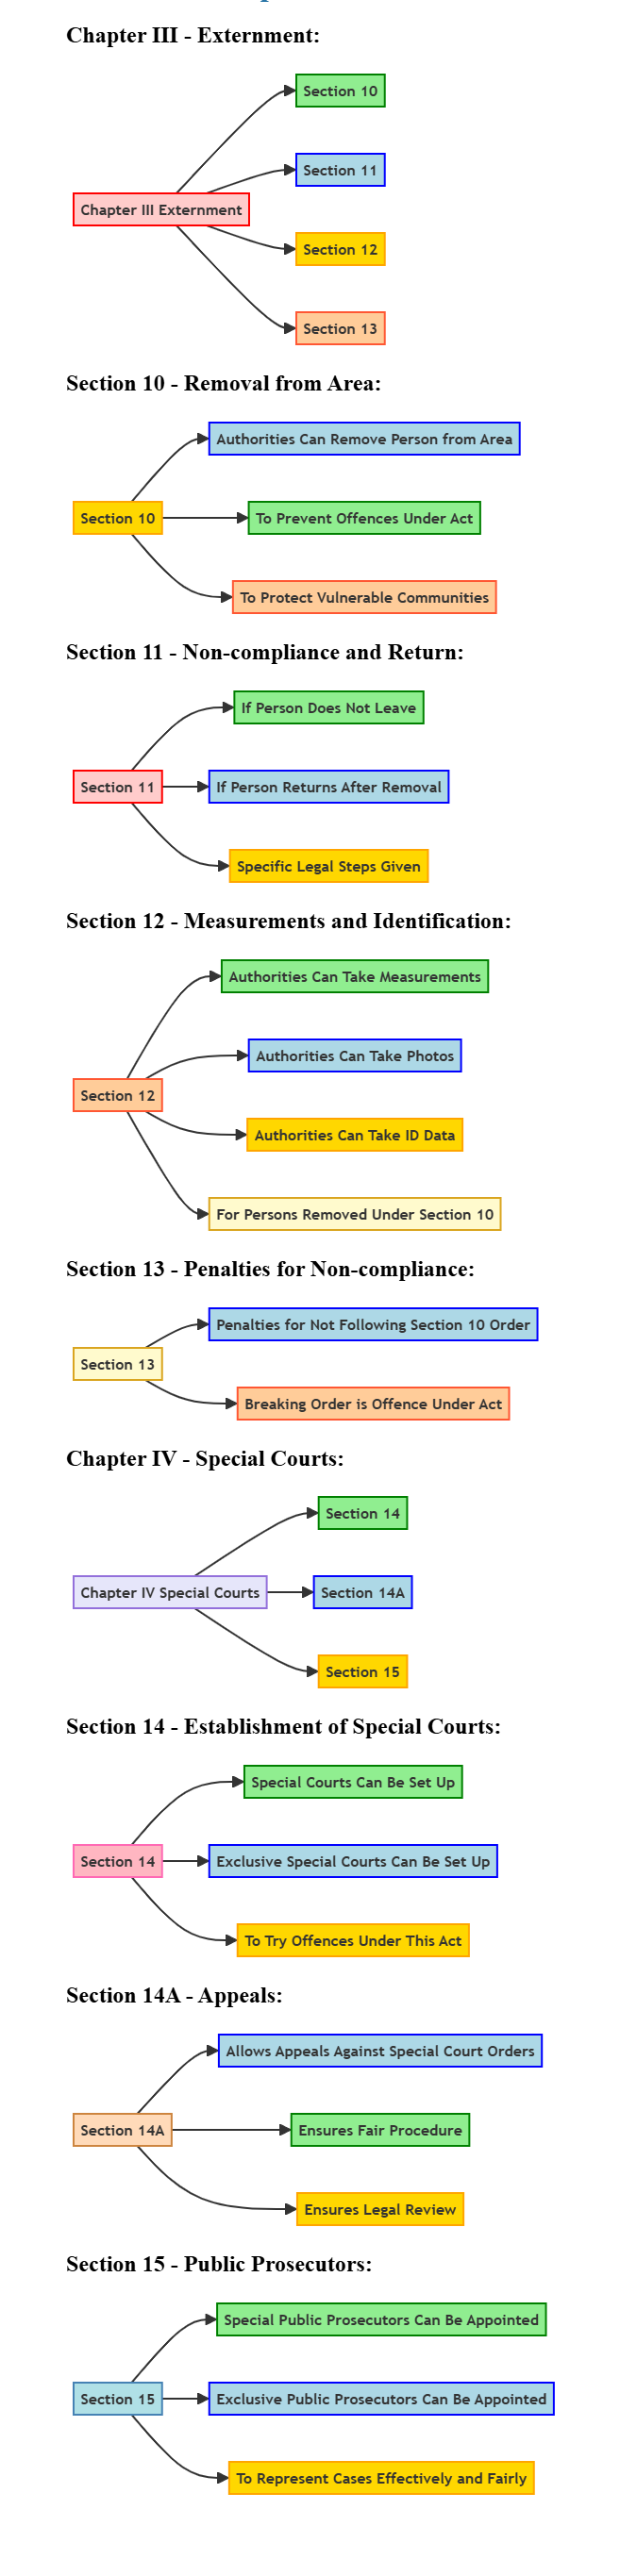 Chapter III - Externment:
Section 10
Section 11
Chapter III Externment
Section 12
Section 13
Section 10 - Removal from Area:
Authorities Can Remove Person from Area
Section 10
To Prevent Offences Under Act
To Protect Vulnerable Communities
Section 11 - Non-compliance and Return:
If Person Does Not Leave
Section 11
If Person Returns After Removal
Specific Legal Steps Given
Section 12 - Measurements and Identification:
Authorities Can Take Measurements
Authorities Can Take Photos
Section 12
Authorities Can Take ID Data
For Persons Removed Under Section 10
Section 13 - Penalties for Non-compliance:
Penalties for Not Following Section 10 Order
Section 13
Breaking Order is Offence Under Act
Chapter IV - Special Courts:
Section 14
Chapter IV Special Courts
Section 14A
Section 15
Section 14 - Establishment of Special Courts:
Special Courts Can Be Set Up
Section 14
Exclusive Special Courts Can Be Set Up
To Try Offences Under This Act
Section 14A - Appeals:
Allows Appeals Against Special Court Orders
Section 14A
Ensures Fair Procedure
Ensures Legal Review
Section 15 - Public Prosecutors:
Special Public Prosecutors Can Be Appointed
Section 15
Exclusive Public Prosecutors Can Be Appointed
To Represent Cases Effectively and Fairly